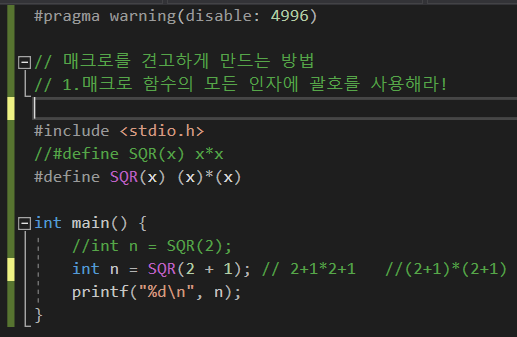 #pragma warning(disable: 4996)
// 매크로를 견고하게 만드는 방법
// 1.매크로 함수의 모든 인자에 괄호를 사용해라!
#include <stdio.h>
//#define SQR(x) x*x
#define SQR(x) (x)*(x)
int main() {
//int n = SQR(2);
int n = SQR(2 + 1); // 2+1*2+1 //(2+1)*(2+1)
printf("%d\n", n);
}